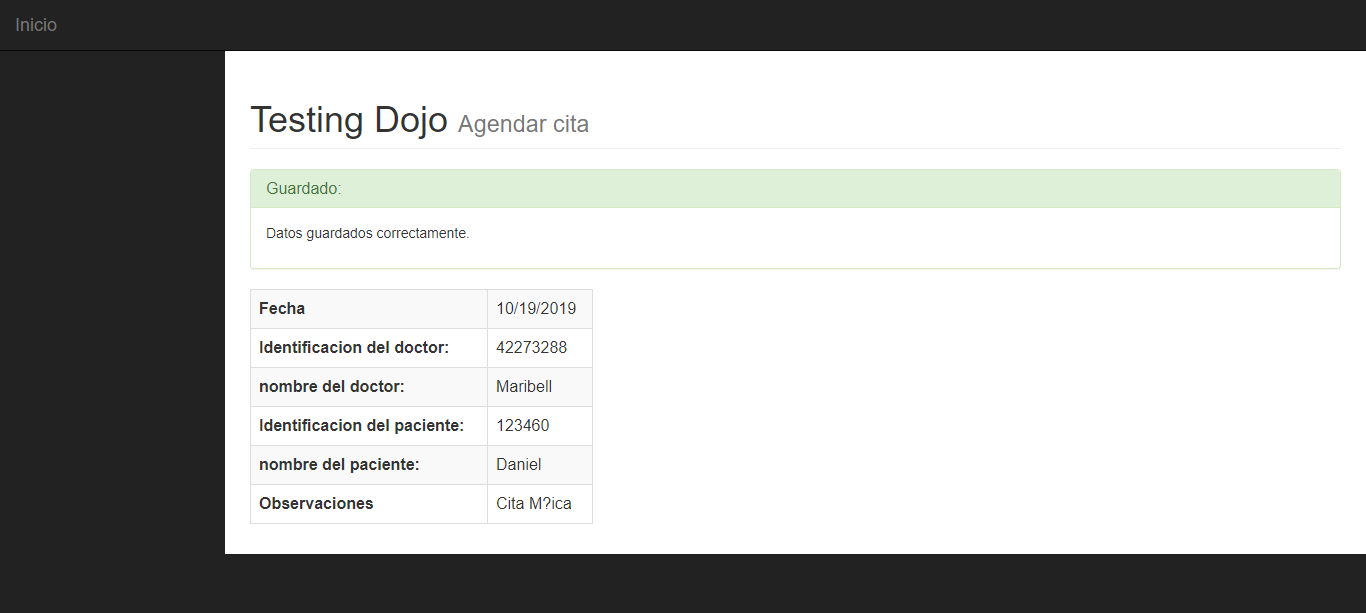 Inicio
Testing Dojo Agendar cita
Guardado:
Datos guardados correctamente.
Fecha 10/19/2019
Identificacion del doctor: 42273288
nombre del doctor: Maribell
Identificacion del paciente: 123460
nombre del paciente: Daniel
Observaciones Cita M?ica